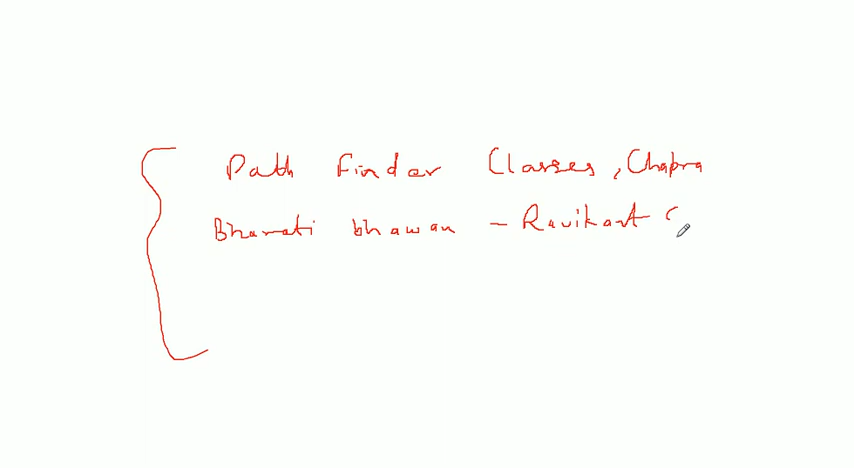 Path Finder Classes, Chapra
Bharati bhawan - Ravikant